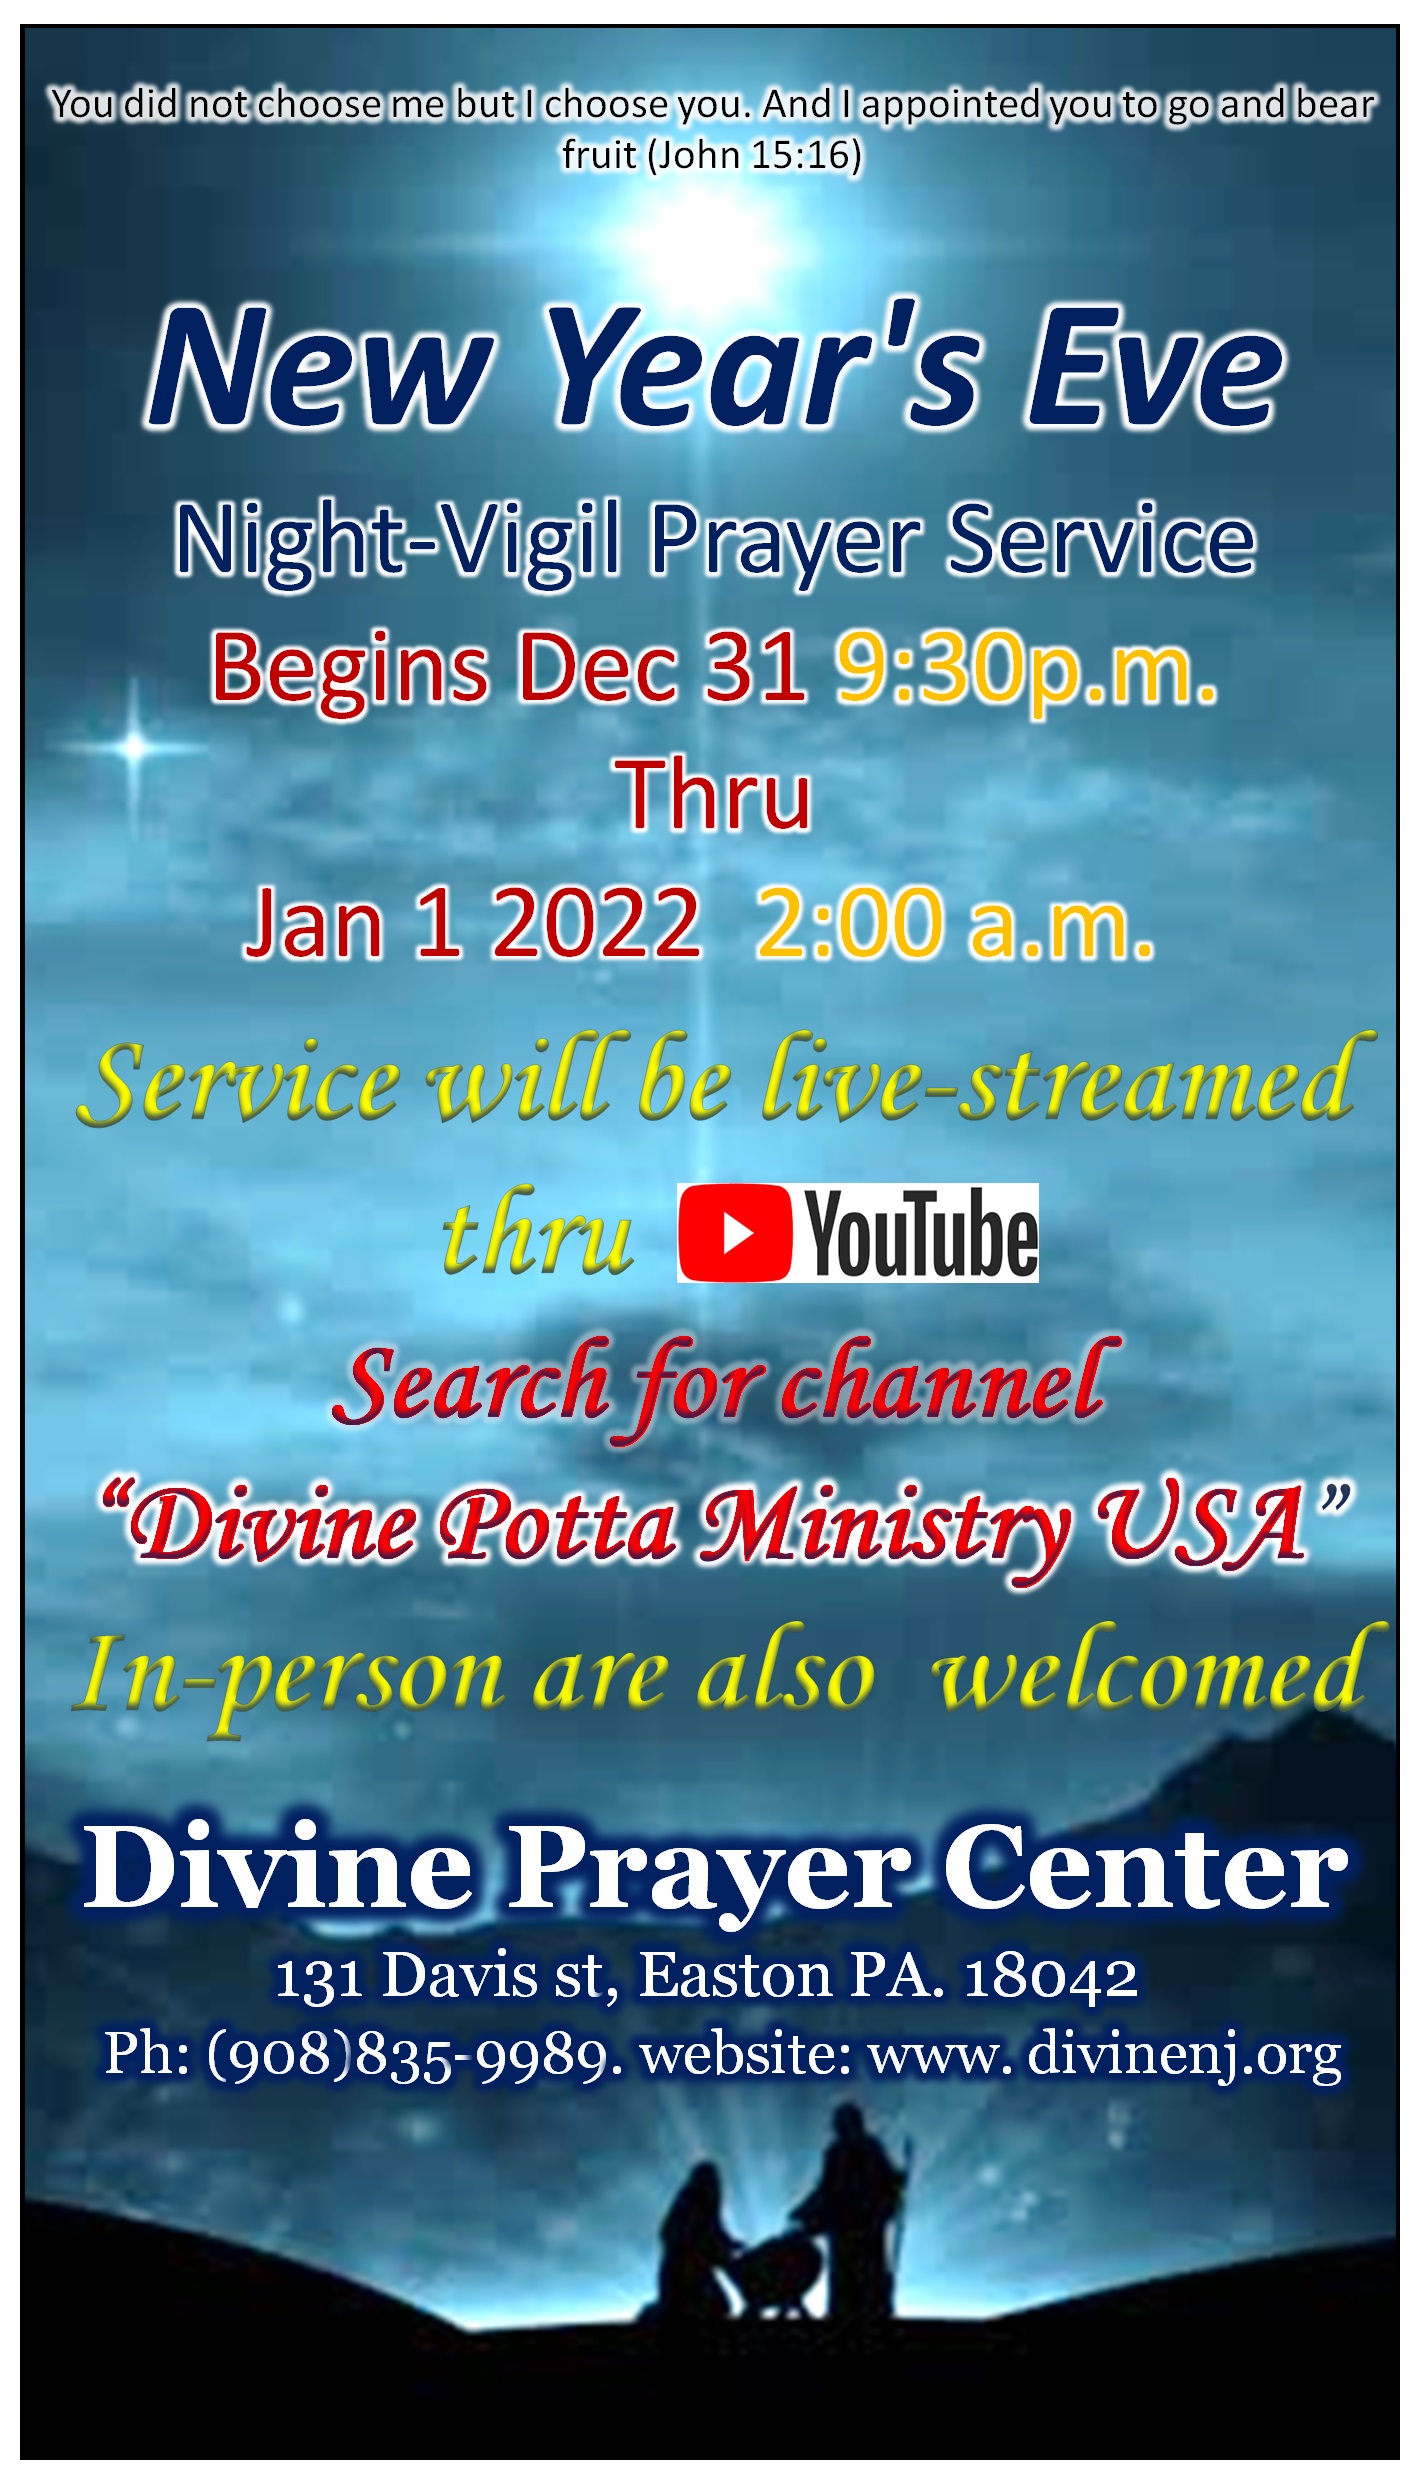 You did not choose me but I choose you. And I appointed you to go and bear
fruit (John 15:16)
New Year's Eve
Night-Vigil Prayer Service
Begins Dec 31 9:30p.m.
Thru
Jan 1 2022 2:00 a.m.
Service will be live-streamed
thru YouTube
Search for channel
“Divine Potta Ministry USA”
In-person are also welcomed
Divine Prayer Center
131 Davis st, Easton PA. 18042
Ph: (908)835-9989. website: www. divinenj.org